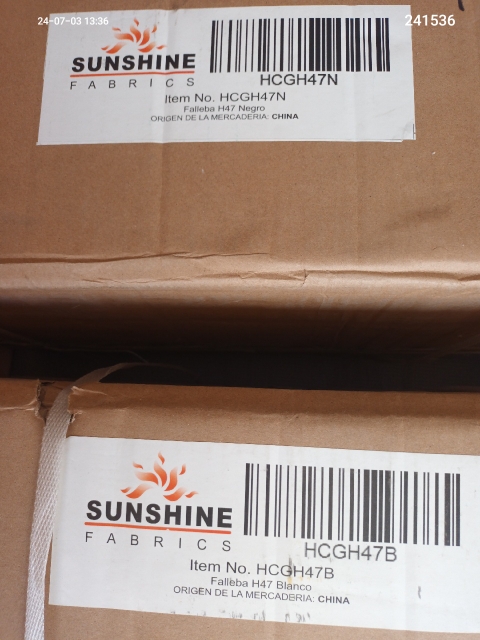 24-07-03 13:36
241536
SUNSHINE
FABRICS
HCGH47N
Item No. HCGH47N
Falleba H47 Negro
ORIGEN DE LA MERCADERIA: CHINA
SUNSHINE
FABRICS
HCGH47B
Item No. HCGH47B
Falleba H47 Blanco
ORIGEN DE LA MERCADERIA: CHINA